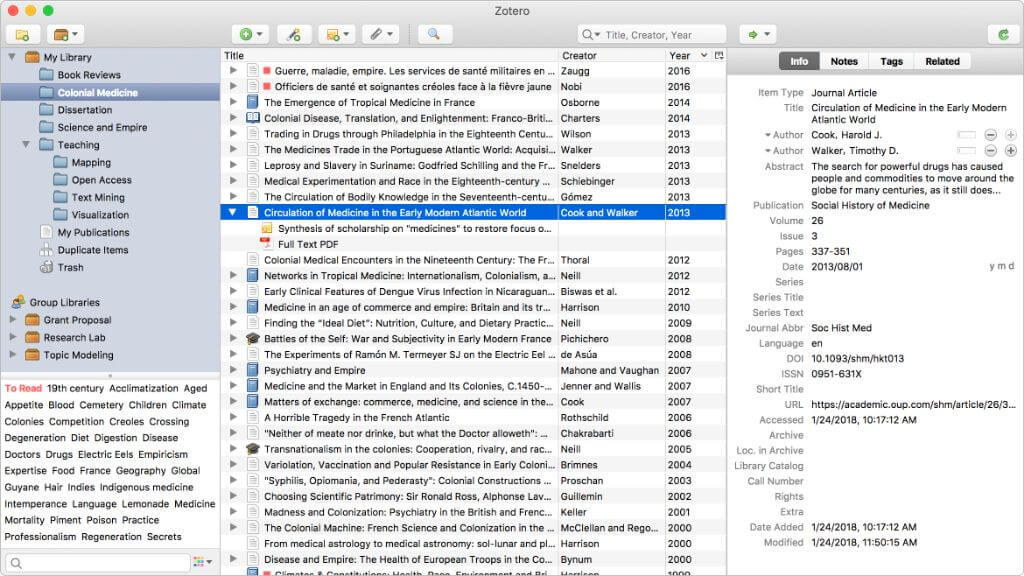 Zotero
Title, Creator, Year
My Library
Book Reviews
Colonial Medicine
Dissertation
Science and Empire
Teaching
Mapping
Open Access
Text Mining
Visualization
My Publications
Duplicate Items
Trash
Group Libraries
Grant Proposal
Research Lab
Topic Modeling
To Read 19th century Acclimatization Aged
Appetite Blood Cemetery Children Climate
Colonies Competition Creoles Crossing
Degeneration Diet Digestion Disease
Doctors Drugs Electric Eels Empiricism
Expertise Food France Geography Global
Guyane Hair Indies Indigenous medicine
Intemperance Language Lemonade Medicine
Mortality Piment Poison Practice
Professionalism Regeneration Secrets
Title Creator Year
Guerre, maladie, empire. Les services de santé militaires en ... Zaugg 2016
Officiers de santé et soignantes créoles face à la fièvre jaune Nobi 2016
The Emergence of Tropical Medicine in France Osborne 2014
Colonial Disease, Translation, and Enlightenment: Franco-Briti... Charters 2014
Trading in Drugs through Philadelphia in the Eighteenth Centu... Wilson 2013
The Medicines Trade in the Portuguese Atlantic World: Acquisi... Walker 2013
Leprosy and Slavery in Suriname: Godfried Schilling and the Fr... Snelders 2013
Medical Experimentation and Race in the Eighteenth-century ... Schiebinger 2013
The Circulation of Bodily Knowledge in the Seventeenth-centu... Gómez 2013
Circulation of Medicine in the Early Modern Atlantic World Cook and Walker 2013
Synthesis of scholarship on "medicines" to restore focus o...
Full Text PDF
Colonial Medical Encounters in the Nineteenth Century: The Fr... Thoral 2012
Networks in Tropical Medicine: Internationalism, Colonialism, a... Neill 2012
Early Clinical Features of Dengue Virus Infection in Nicaraguan... Biswas et al. 2012
Medicine in an age of commerce and empire: Britain and its tr... Harrison 2010
Finding the “Ideal Diet”: Nutrition, Culture, and Dietary Practic... Neill 2009
Battles of the Self: War and Subjectivity in Early Modern France Pichichero 2008
The Experiments of Ramón M. Termeyer SJ on the Electric Eel ... de Asúa 2008
Psychiatry and Empire Mahone and Vaughan 2007
Medicine and the Market in England and Its Colonies, C.1450-... Jenner and Wallis 2007
Matters of exchange: commerce, medicine, and science in the... Cook 2007
A Horrible Tragedy in the French Atlantic Rothschild 2006
"Neither of meate nor drinke, but what the Doctor alloweth": ... Chakrabarti 2006
Transnationalism in the colonies: Cooperation, rivalry, and rac... Neill 2005
Variolation, Vaccination and Popular Resistance in Early Coloni... Brimnes 2004
"Syphilis, Opiomania, and Pederasty": Colonial Constructions ... Proschan 2003
Choosing Scientific Patrimony: Sir Ronald Ross, Alphonse Lav... Guillemin 2002
Madness and Colonization: Psychiatry in the British and Frenc... Keller 2001
The Colonial Machine: French Science and Colonization in the ... McClellan and Rego... 2000
From medical astrology to medical astronomy: sol-lunar and pl... Harrison 2000
Disease and Empire: The Health of European Troops in the Co... Bynum 2000
Climates & Constitutions: Health, Race, Environment and Briti... Harrison 1999
Info Notes Tags Related
Item Type Journal Article
Title Circulation of Medicine in the Early Modern
Atlantic World
Author Cook, Harold J.
Author Walker, Timothy D.
Abstract The search for powerful drugs has caused
people and commodities to move around the
globe for many centuries, as it still does...
Publication Social History of Medicine
Volume 26
Issue 3
Pages 337-351
Date 2013/08/01 y m d
Series
Series Title
Series Text
Journal Abbr Soc Hist Med
Language en
DOI 10.1093/shm/hkt013
ISSN 0951-631X
Short Title
URL https://academic.oup.com/shm/article/26/3...
Accessed 1/24/2018, 10:17:12 AM
Archive
Loc. in Archive
Library Catalog
Call Number
Rights
Extra
Date Added 1/24/2018, 10:17:12 AM
Modified 1/24/2018, 11:50:15 AM